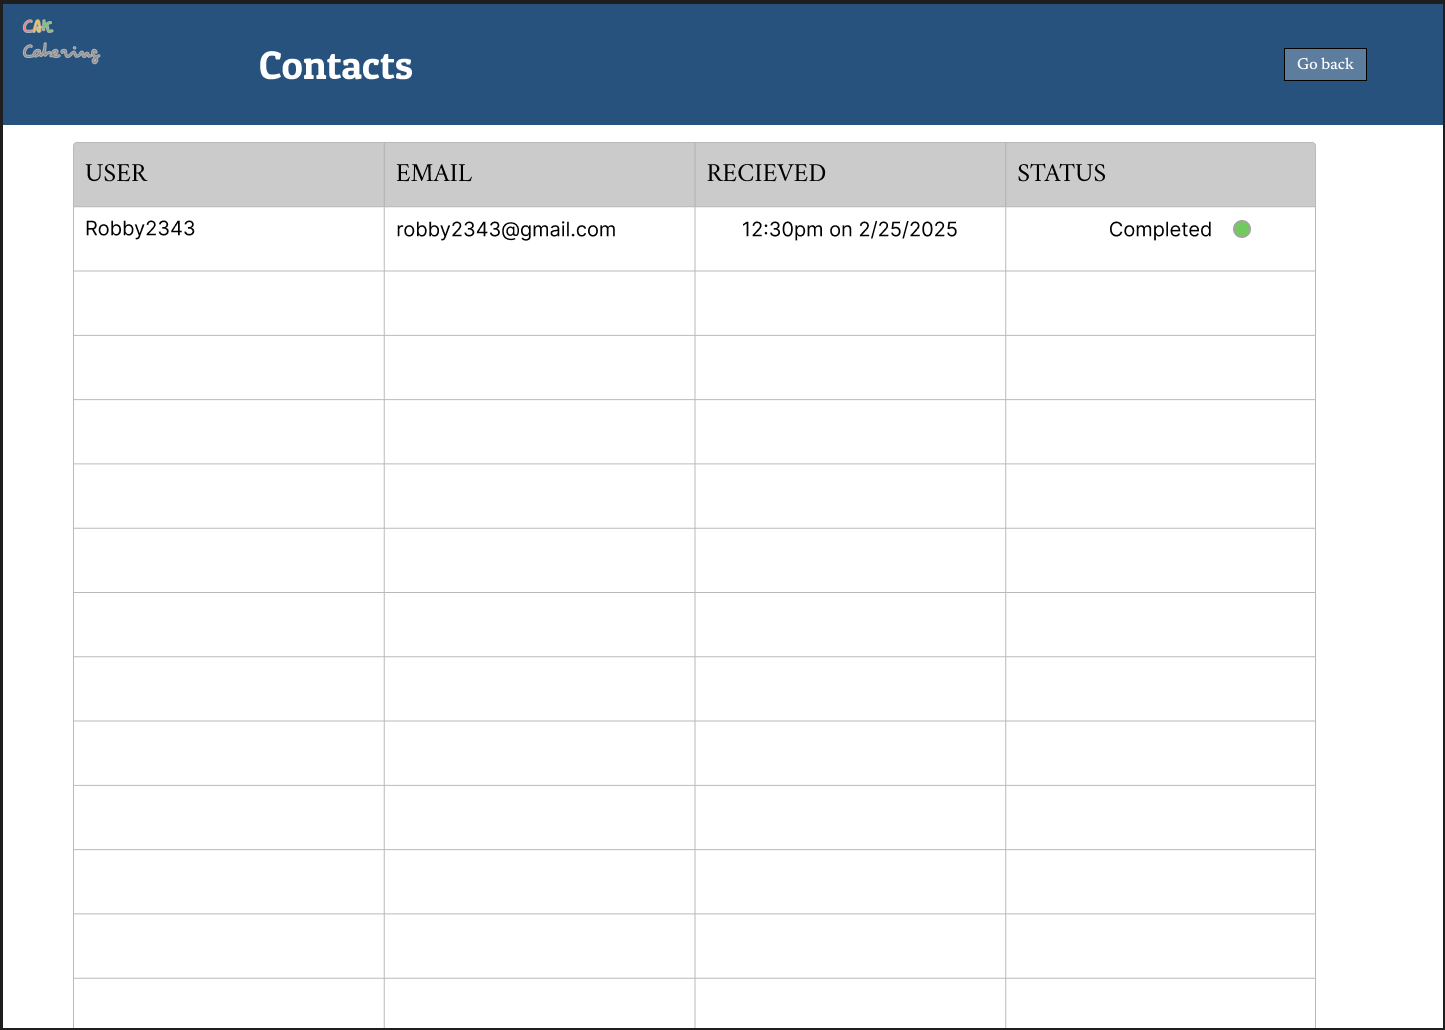 CAK
Catering
Contacts
Go back
USER EMAIL RECIEVED STATUS
Robby2343 robby2343@gmail.com 12:30pm on 2/25/2025 Completed